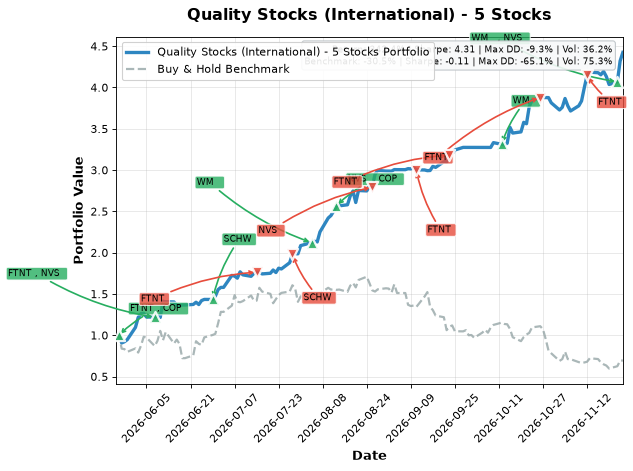 Quality Stocks (International) - 5 Stocks
Quality Stocks (International) - 5 Stocks Portfolio
Buy & Hold Benchmark
4.31 | Max DD: -9.3% | Vol: 36.2%
Benchmark: -30.5% | Sharpe: -0.11 | Max DD: -65.1% | Vol: 75.3%
WM , NVS
FTNT
WM
FTNT
FTNT
COP
WM
NVS
FTNT
SCHW
FTNT , NVS
FTNT
SCHW
FTNT , COP
Portfolio Value
4.5
4.0
3.5
3.0
2.5
2.0
1.5
1.0
0.5
2026-06-05
2026-06-21
2026-07-07
2026-07-23
2026-08-08
2026-08-24
2026-09-09
2026-09-25
2026-10-11
2026-10-27
2026-11-12
Date